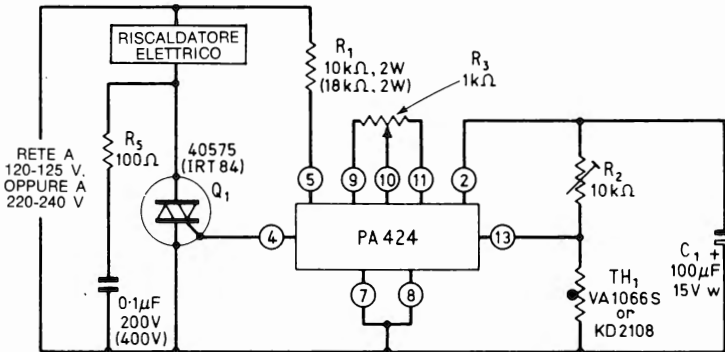 RISCALDATORE
ELETTRICO
RETE A
120-125 V.
OPPURE A
220-240 V
R5
100Ω
0·1μF
200V
(400V)
40575
(IRT 84)
Q1
R1
10kΩ, 2W
(18kΩ, 2W)
R3
1kΩ
5
9
10
11
2
4
PA 424
13
7
8
R2
10kΩ
TH1
VA1066S
or
KD2108
C1 +
100μF
15V w